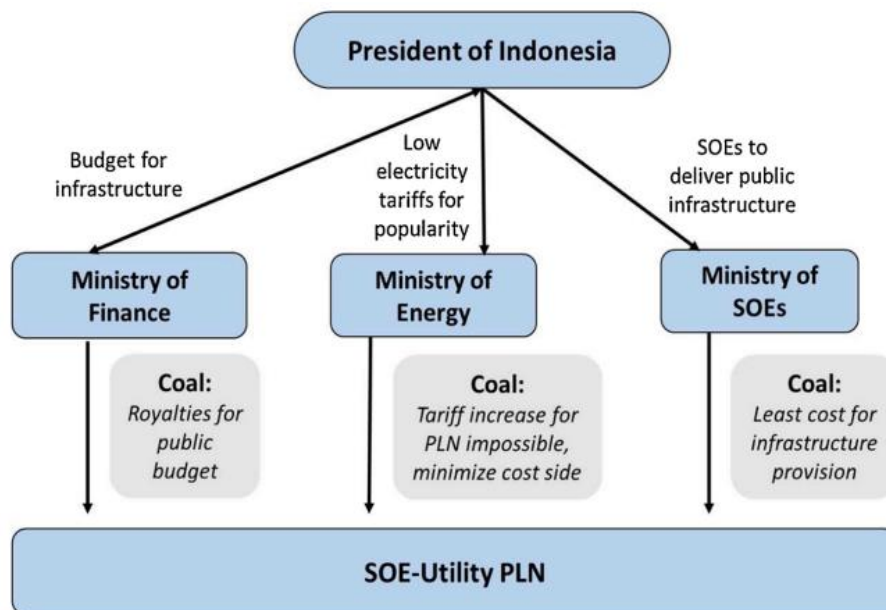 President of Indonesia
Budget for
infrastructure
Low
electricity
tariffs for
popularity
SOEs to
deliver public
infrastructure
Ministry of
Finance
Ministry of
Energy
Ministry of
SOEs
Coal:
Royalties for
public
budget
Coal:
Tariff increase for
PLN impossible,
minimize cost side
Coal:
Least cost for
infrastructure
provision
SOE-Utility PLN